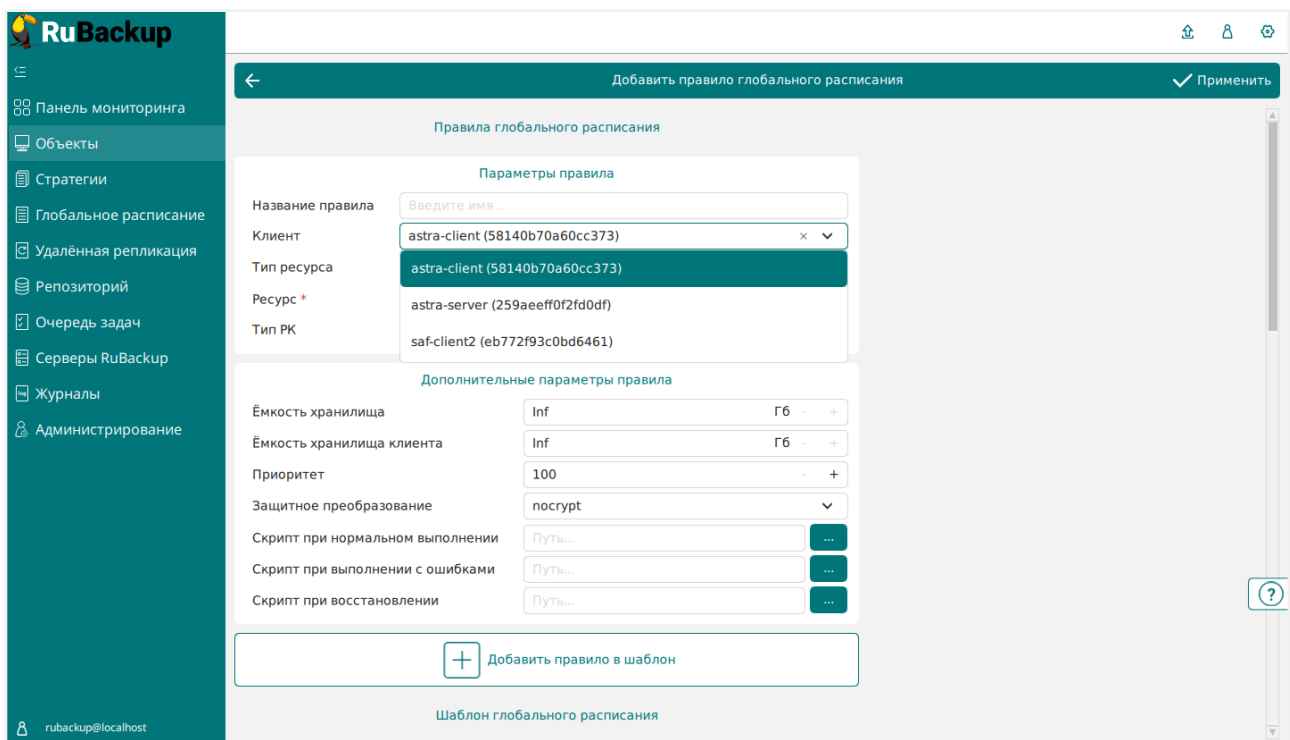 RuBackup
Панель мониторинга
Объекты
Стратегии
Глобальное расписание
Удалённая репликация
Репозиторий
Очередь задач
Серверы RuBackup
Журналы
Администрирование
rubackup@localhost
Добавить правило глобального расписания
Применить
Правила глобального расписания
Параметры правила
Название правила Введите имя ..
Клиент astra-client (58140b70a60cc373)
Тип ресурса astra-client (58140b70a60cc373)
Ресурс * astra-server (259aeeff0f2fd0df)
Тип РК saf-client2 (eb772f93c0bd6461)
Дополнительные параметры правила
Ёмкость хранилища Inf Гб - +
Ёмкость хранилища клиента Inf Гб - +
Приоритет 100 - +
Защитное преобразование nocrypt
Скрипт при нормальном выполнении Путь... ...
Скрипт при выполнении с ошибками Путь... ...
Скрипт при восстановлении Путь... ...
Добавить правило в шаблон
Шаблон глобального расписания
?